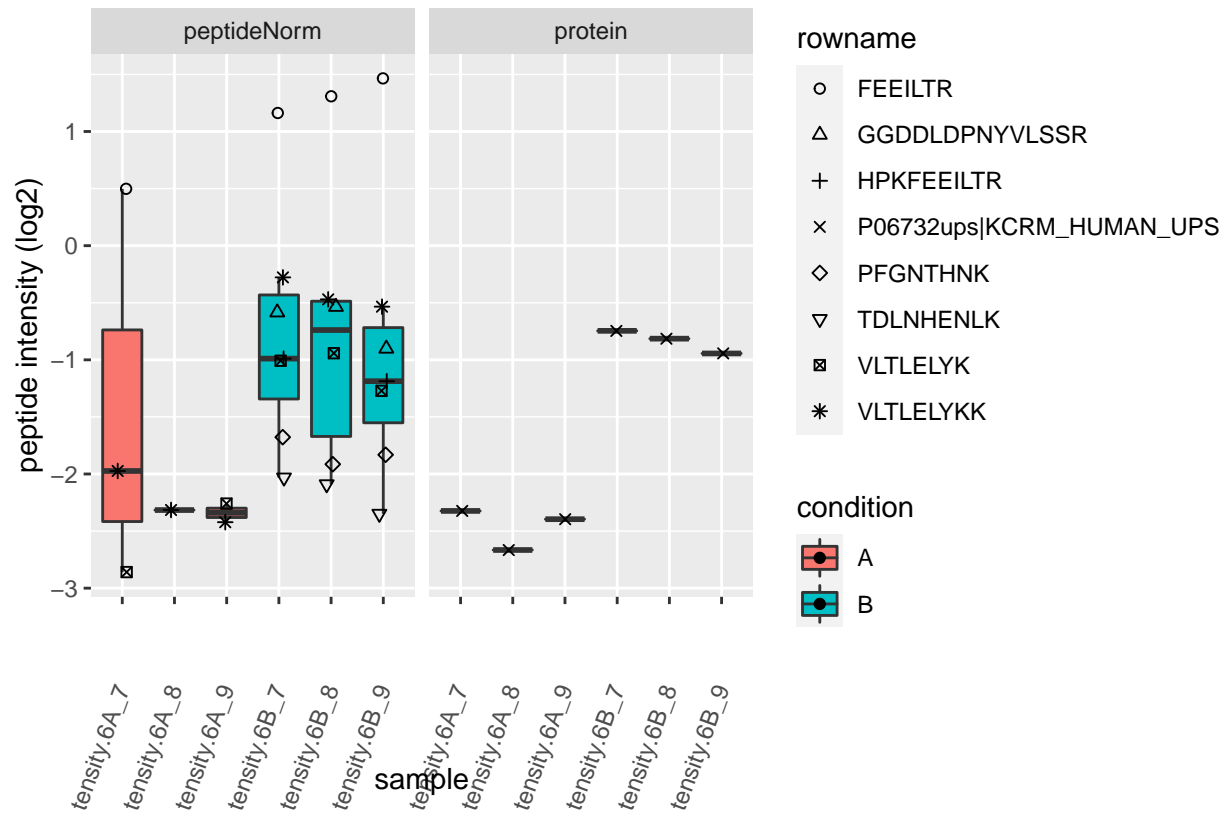 peptideNorm
protein
peptide intensity (log2)
1
0
−1
−2
−3
tensity.6A_7
tensity.6A_8
tensity.6A_9
tensity.6B_7
tensity.6B_8
tensity.6B_9
tensity.6A_7
tensity.6A_8
tensity.6A_9
tensity.6B_7
tensity.6B_8
tensity.6B_9
sample
rowname
FEEILTR
GGDDLDPNYVLSSR
HPKFEEILTR
P06732ups|KCRM_HUMAN_UPS
PFGNTHNK
TDLNHENLK
VLTLELYK
VLTLELYKK
condition
A
B